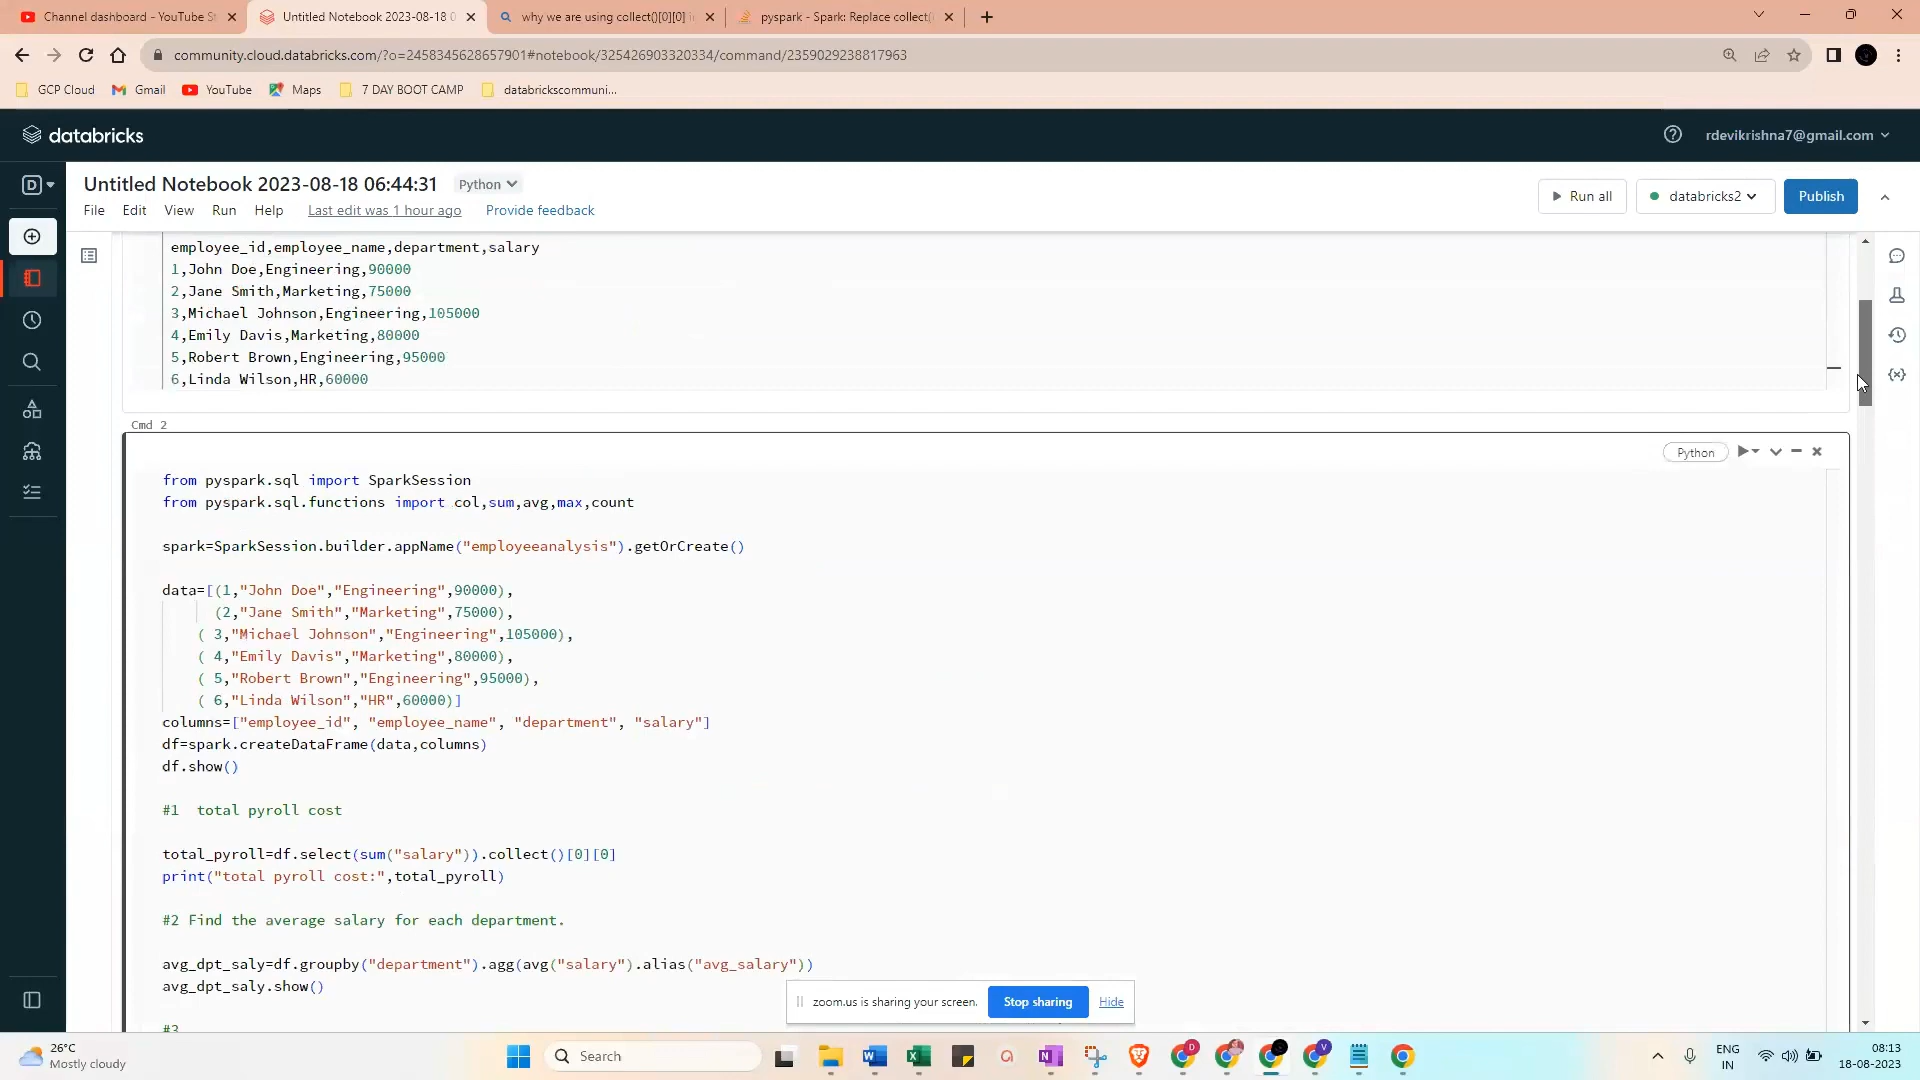 Channel dashboard - YouTube St
Untitled Notebook 2023-08-18 0
why we are using collect()[0][0] i
pyspark - Spark: Replace collect(
community.cloud.databricks.com/?o=2458345628657901#notebook/325426903320334/command/2359029238817963
GCP Cloud
Gmail
YouTube
Maps
7 DAY BOOT CAMP
databrickscommuni...
databricks
rdevikrishna7@gmail.com
Untitled Notebook 2023-08-18 06:44:31 Python
File Edit View Run Help Last edit was 1 hour ago Provide feedback
Run all
databricks2
Publish
employee_id,employee_name,department,salary
1,John Doe,Engineering,90000
2,Jane Smith,Marketing,75000
3,Michael Johnson,Engineering,105000
4,Emily Davis,Marketing,80000
5,Robert Brown,Engineering,95000
6,Linda Wilson,HR,60000
Cmd 2
Python
from pyspark.sql import SparkSession
from pyspark.sql.functions import col,sum,avg,max,count
spark=SparkSession.builder.appName("employeeanalysis").getOrCreate()
data=[(1,"John Doe","Engineering",90000),
(2,"Jane Smith","Marketing",75000),
( 3,"Michael Johnson","Engineering",105000),
( 4,"Emily Davis","Marketing",80000),
( 5,"Robert Brown","Engineering",95000),
( 6,"Linda Wilson","HR",60000)]
columns=["employee_id", "employee_name", "department", "salary"]
df=spark.createDataFrame(data,columns)
df.show()
#1  total pyroll cost
total_pyroll=df.select(sum("salary")).collect()[0][0]
print("total pyroll cost:",total_pyroll)
#2 Find the average salary for each department.
avg_dpt_saly=df.groupby("department").agg(avg("salary").alias("avg_salary"))
avg_dpt_saly.show()
#3
zoom.us is sharing your screen. Stop sharing Hide
26°C
Mostly cloudy
Search
ENG
IN
08:13
18-08-2023